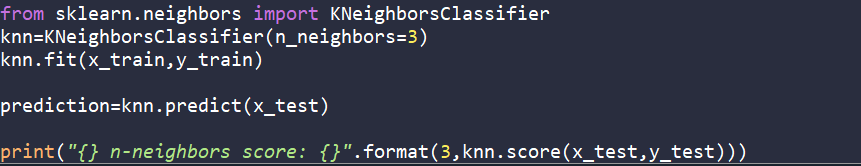 from sklearn.neighbors import KNeighborsClassifier
knn=KNeighborsClassifier(n_neighbors=3)
knn.fit(x_train,y_train)
prediction=knn.predict(x_test)
print("{} n-neighbors score: {}".format(3,knn.score(x_test,y_test)))